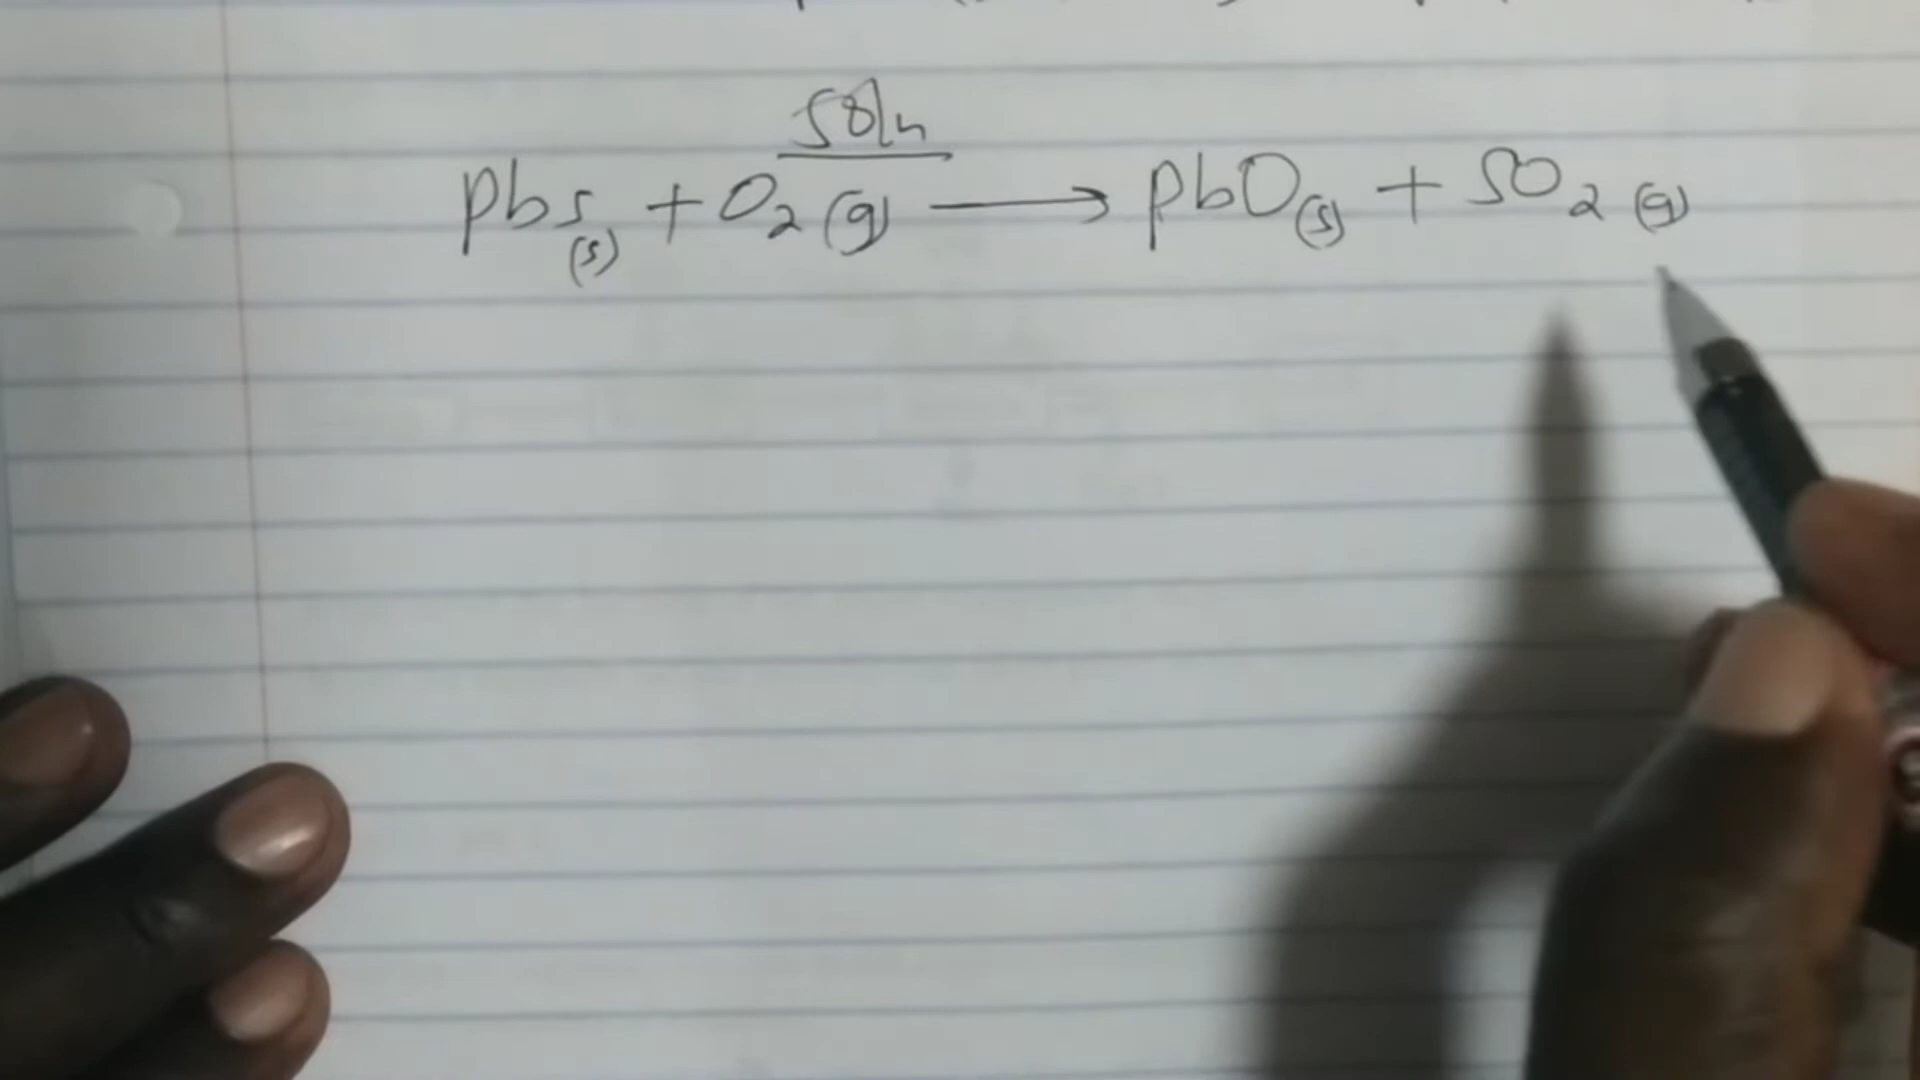 Soln
pbs(s) + O2(g) → pbO(s) + SO2(g)